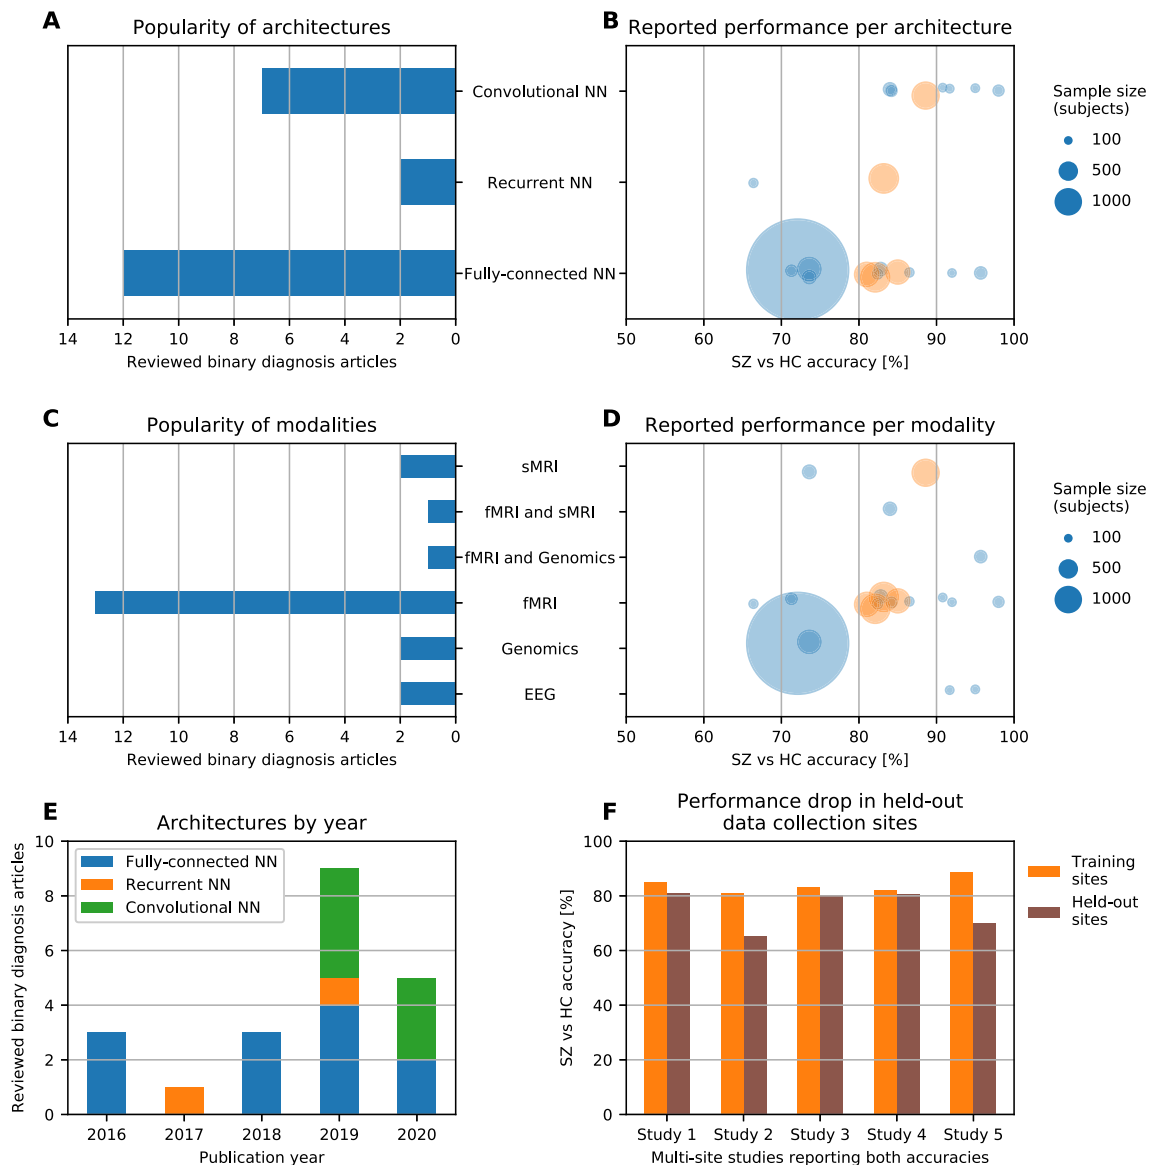 A
Popularity of architectures
Convolutional NN
Recurrent NN
Fully-connected NN
14 12 10 8 6 4 2 0
Reviewed binary diagnosis articles
B
Reported performance per architecture
50 60 70 80 90 100
SZ vs HC accuracy [%]
Sample size
(subjects)
100
500
1000
C
Popularity of modalities
sMRI
fMRI and sMRI
fMRI and Genomics
fMRI
Genomics
EEG
14 12 10 8 6 4 2 0
Reviewed binary diagnosis articles
D
Reported performance per modality
50 60 70 80 90 100
SZ vs HC accuracy [%]
Sample size
(subjects)
100
500
1000
E
Architectures by year
Reviewed binary diagnosis articles
10
8
6
4
2
0
Fully-connected NN
Recurrent NN
Convolutional NN
2016 2017 2018 2019 2020
Publication year
F
Performance drop in held-out
data collection sites
SZ vs HC accuracy [%]
100
80
60
40
20
0
Study 1 Study 2 Study 3 Study 4 Study 5
Multi-site studies reporting both accuracies
Training
sites
Held-out
sites